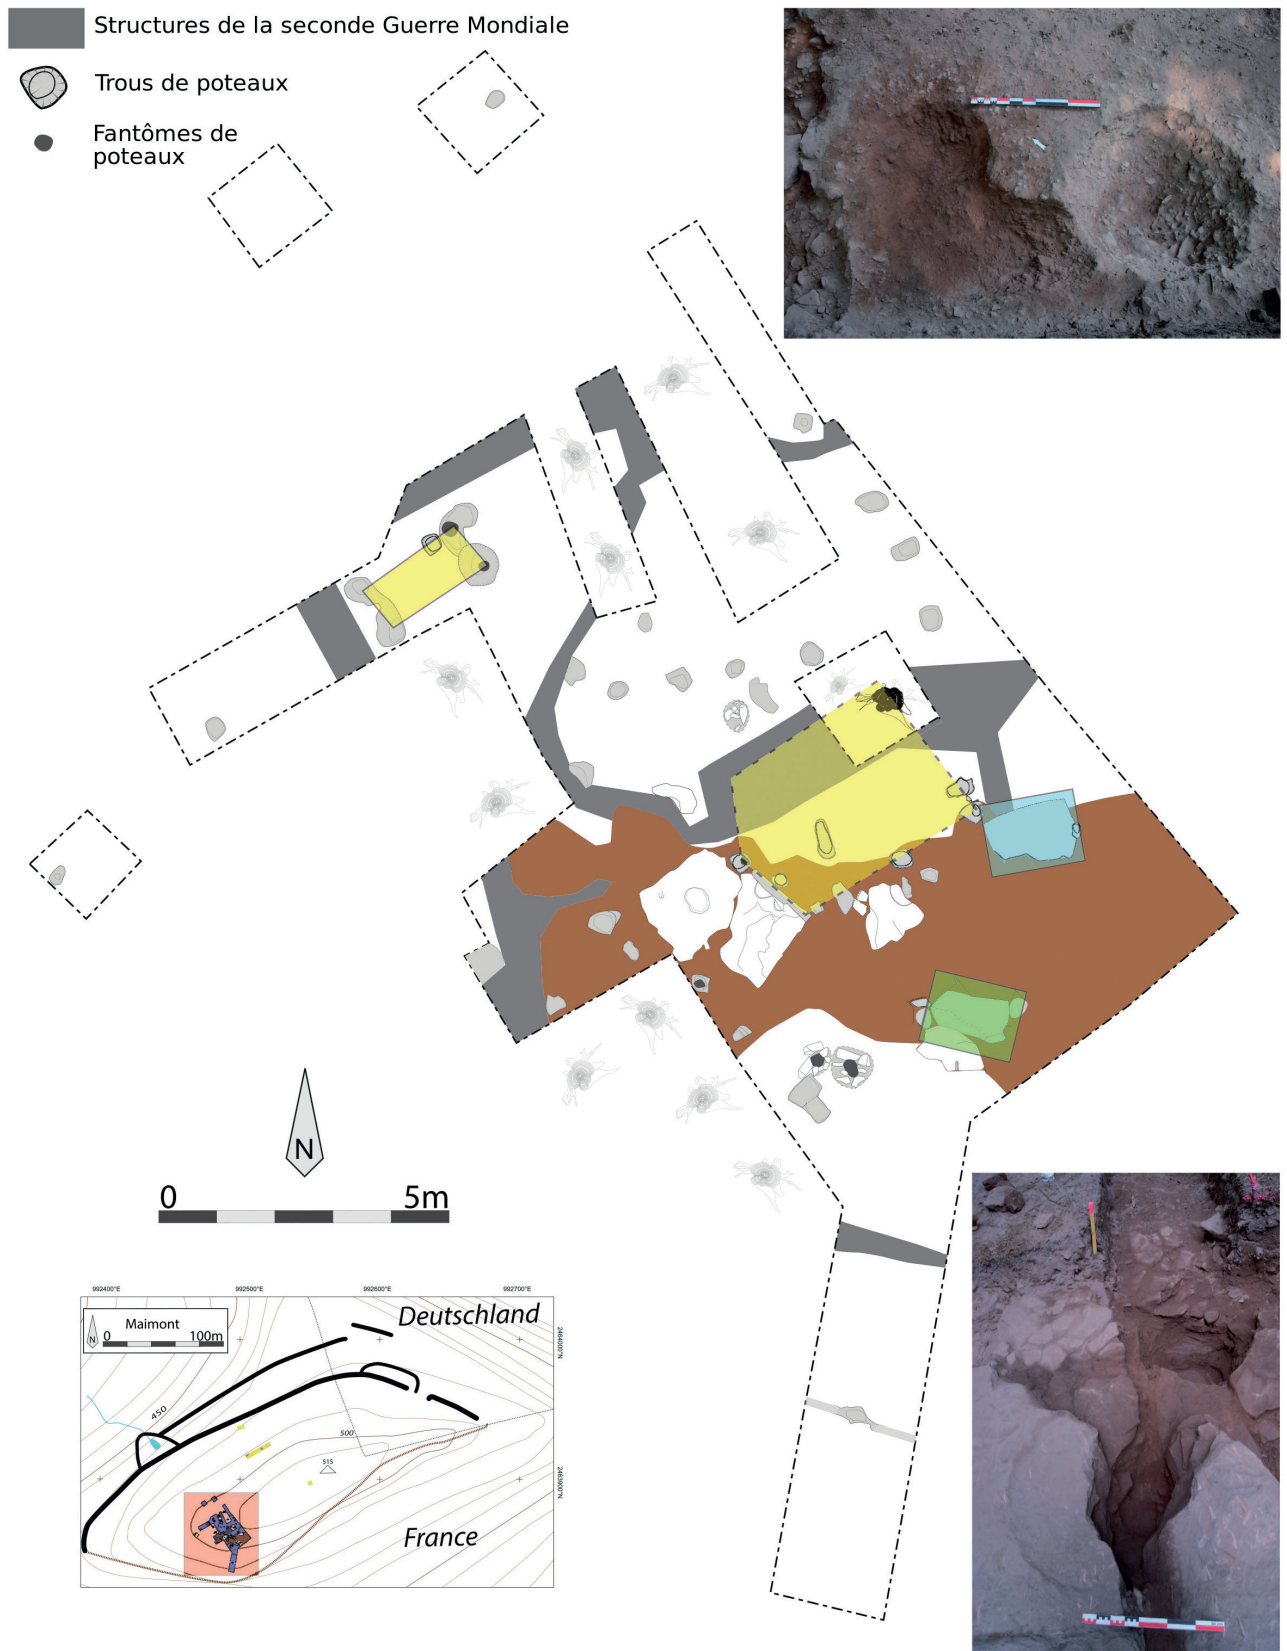 Structures de la seconde Guerre Mondiale
Trous de poteaux
Fantômes de
poteaux
N
0 5m
992400°E 992500°E 992600°E 992700°E
Maimont
N 0 100m
Deutschland
2464000°N
450
500
515
2463900°N
France